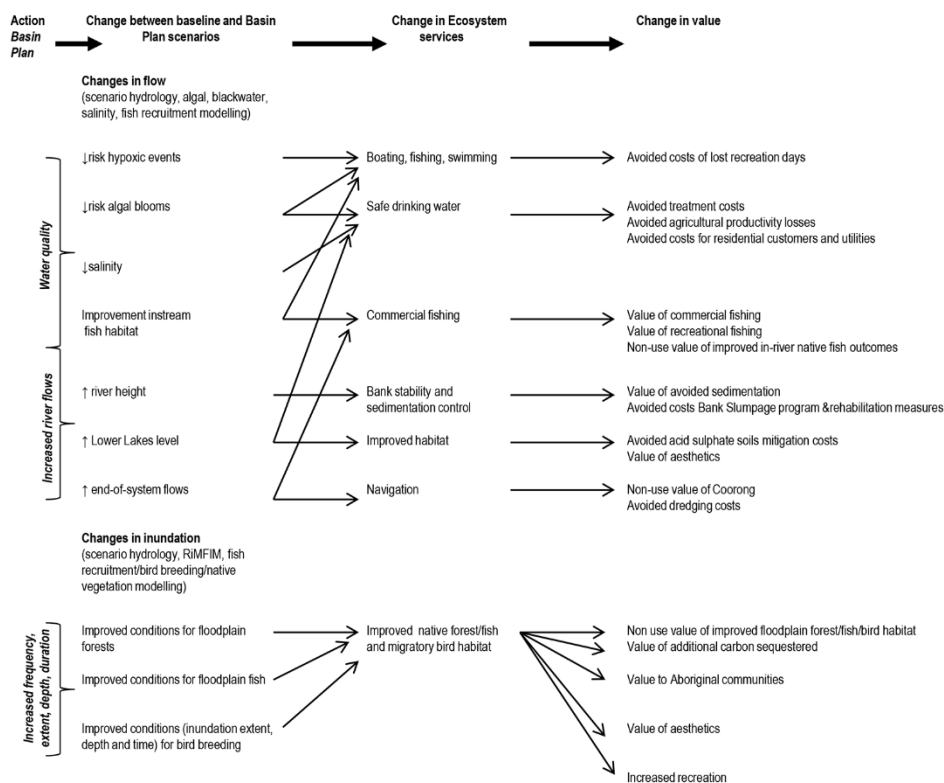 Action
Basin
Plan
Change between baseline and Basin
Plan scenarios
Change in Ecosystem
services
Change in value
Changes in flow
(scenario hydrology, algal, blackwater,
salinity, fish recruitment modelling)
Water quality
↓risk hypoxic events
Boating, fishing, swimming
Avoided costs of lost recreation days
↓risk algal blooms
Safe drinking water
Avoided treatment costs
Avoided agricultural productivity losses
Avoided costs for residential customers and utilities
↓salinity
Improvement instream
fish habitat
Commercial fishing
Value of commercial fishing
Value of recreational fishing
Non-use value of improved in-river native fish outcomes
Increased river flows
↑ river height
Bank stability and
sedimentation control
Value of avoided sedimentation
Avoided costs Bank Slumpage program &rehabilitation measures
↑ Lower Lakes level
Improved habitat
Avoided acid sulphate soils mitigation costs
Value of aesthetics
↑ end-of-system flows
Navigation
Non-use value of Coorong
Avoided dredging costs
Changes in inundation
(scenario hydrology, RiMFIM, fish
recruitment/bird breeding/native
vegetation modelling)
Increased frequency,
extent, depth, duration
Improved conditions for floodplain
forests
Improved native forest/fish
and migratory bird habitat
Non use value of improved floodplain forest/fish/bird habitat
Value of additional carbon sequestered
Improved conditions for floodplain fish
Value to Aboriginal communities
Improved conditions (inundation extent,
depth and time) for bird breeding
Value of aesthetics
Increased recreation